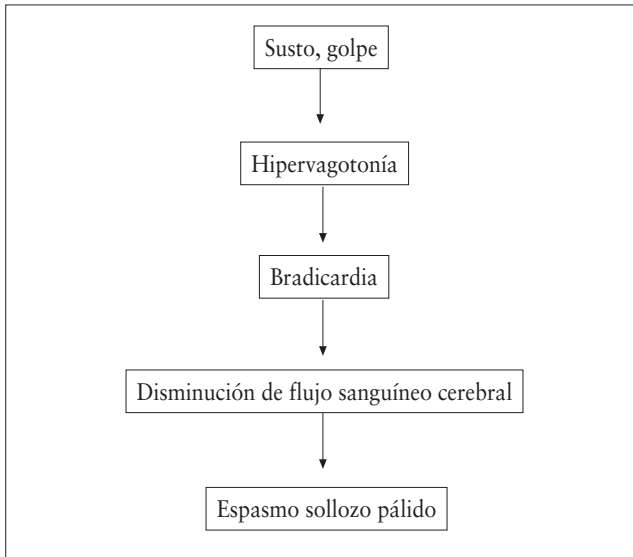 Susto, golpe
Hipervagotonía
Bradicardia
Disminución de flujo sanguíneo cerebral
Espasmo sollozo pálido